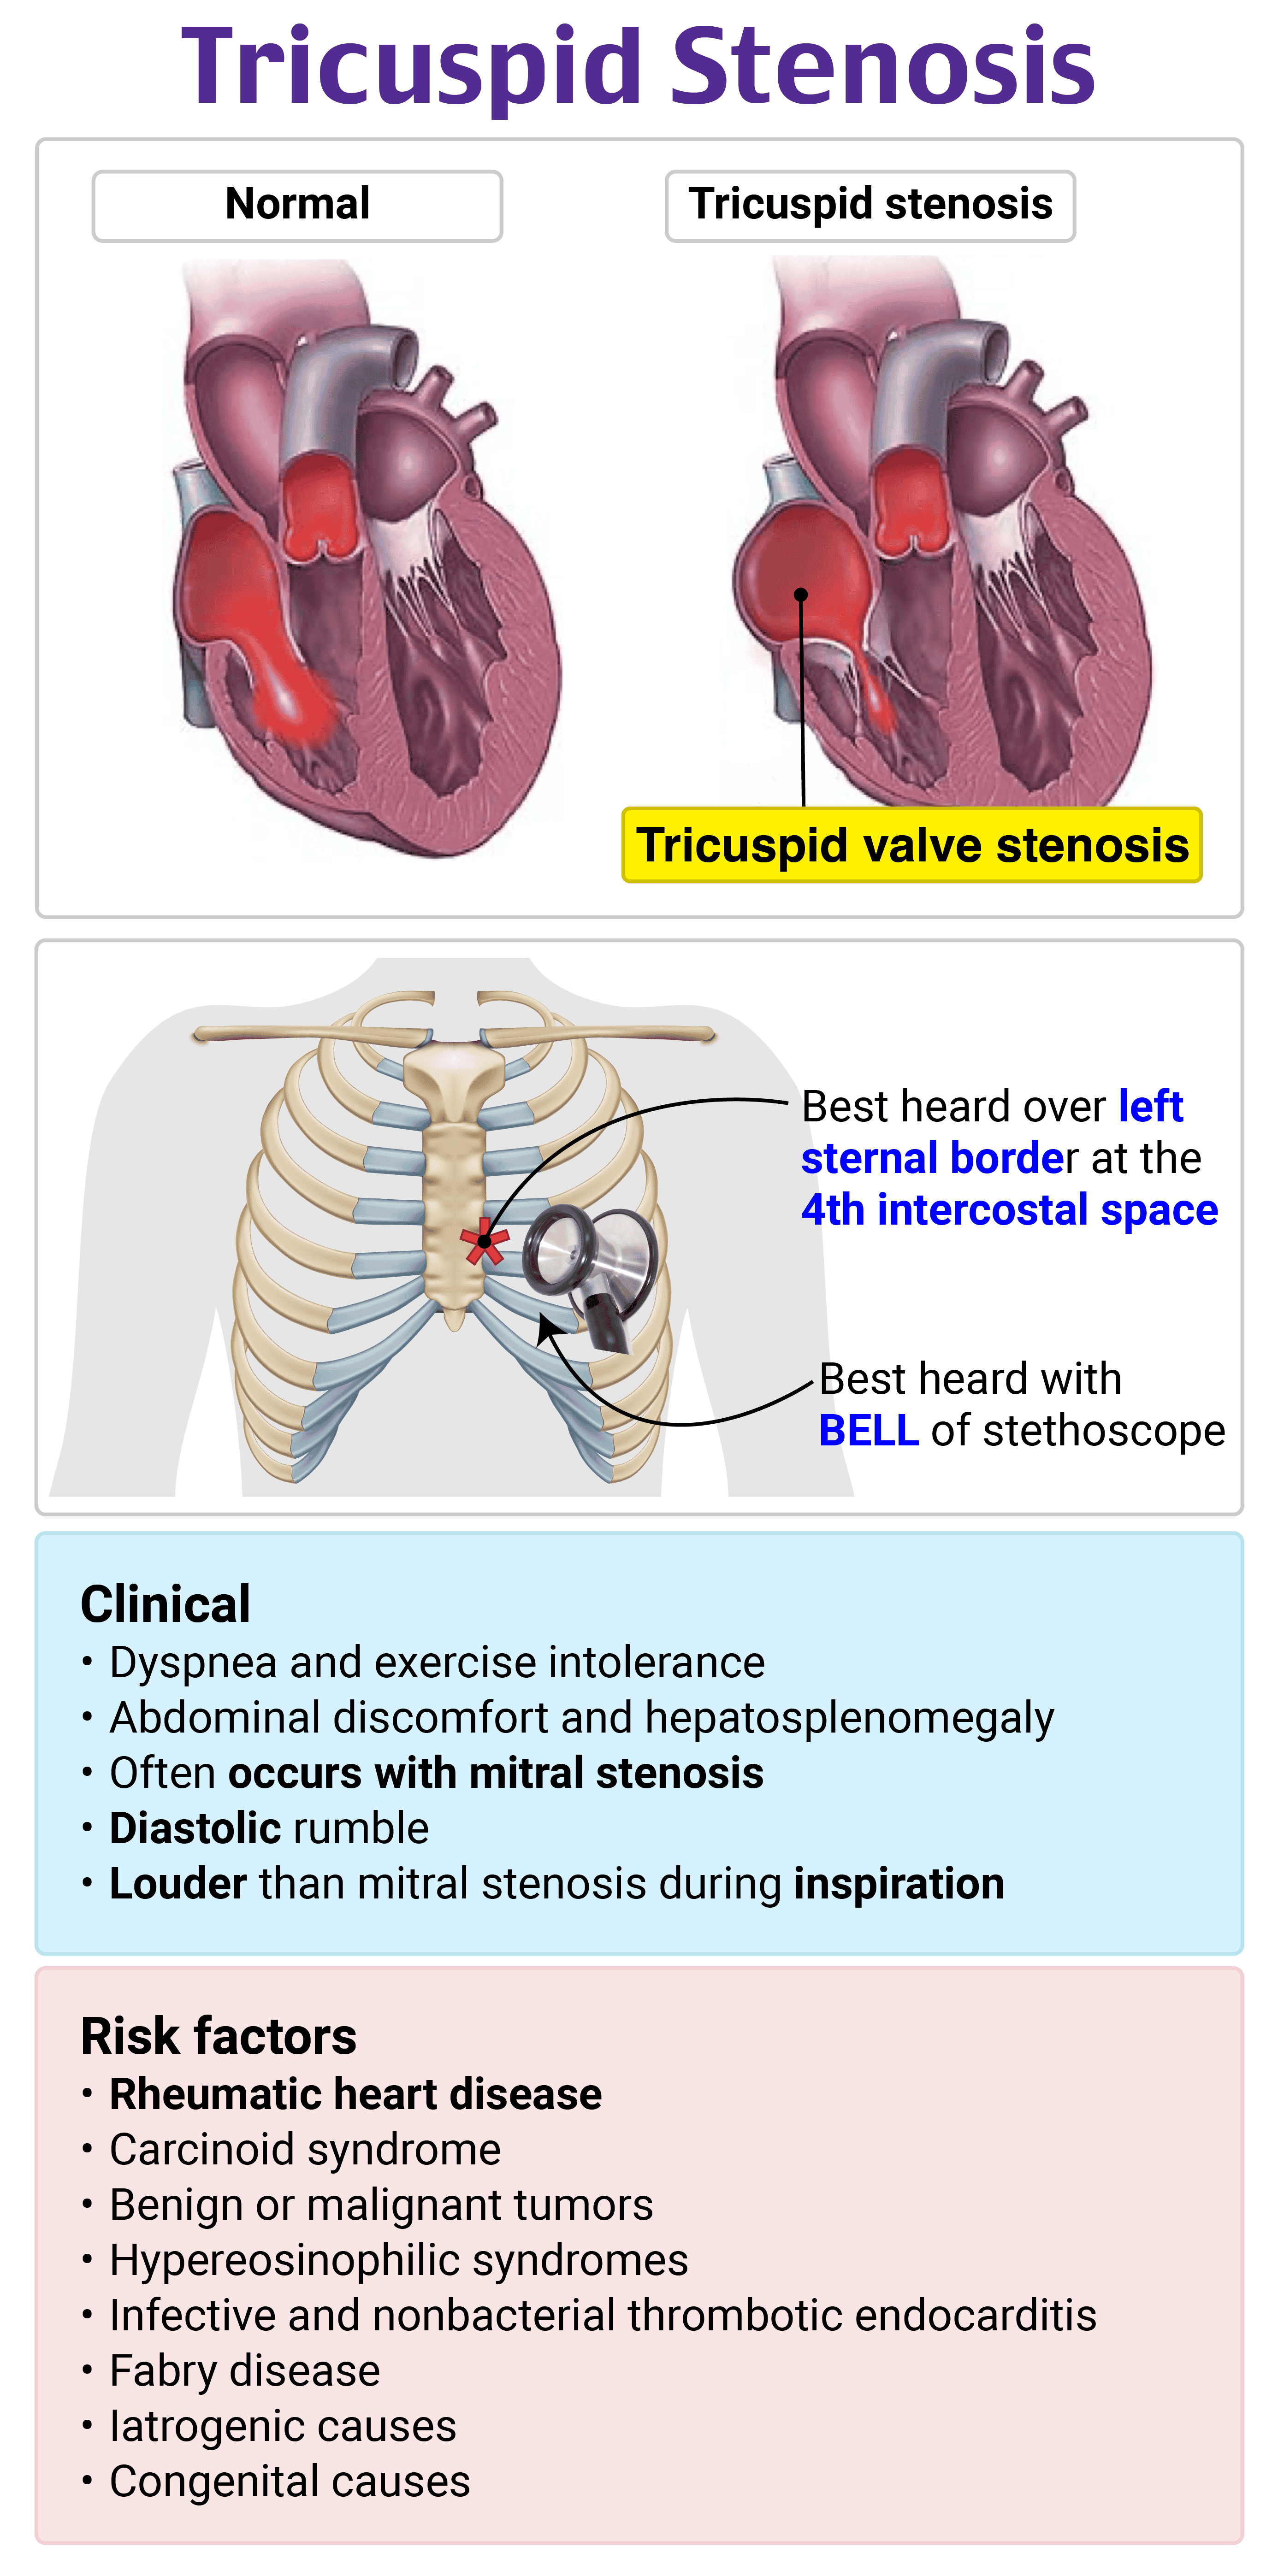 Tricuspid Stenosis
Normal
Tricuspid stenosis
Tricuspid valve stenosis
Best heard over left
sternal border at the
4th intercostal space
Best heard with
BELL of stethoscope
Clinical
• Dyspnea and exercise intolerance
• Abdominal discomfort and hepatosplenomegaly
• Often occurs with mitral stenosis
• Diastolic rumble
• Louder than mitral stenosis during inspiration
Risk factors
• Rheumatic heart disease
• Carcinoid syndrome
• Benign or malignant tumors
• Hypereosinophilic syndromes
• Infective and nonbacterial thrombotic endocarditis
• Fabry disease
• Iatrogenic causes
• Congenital causes